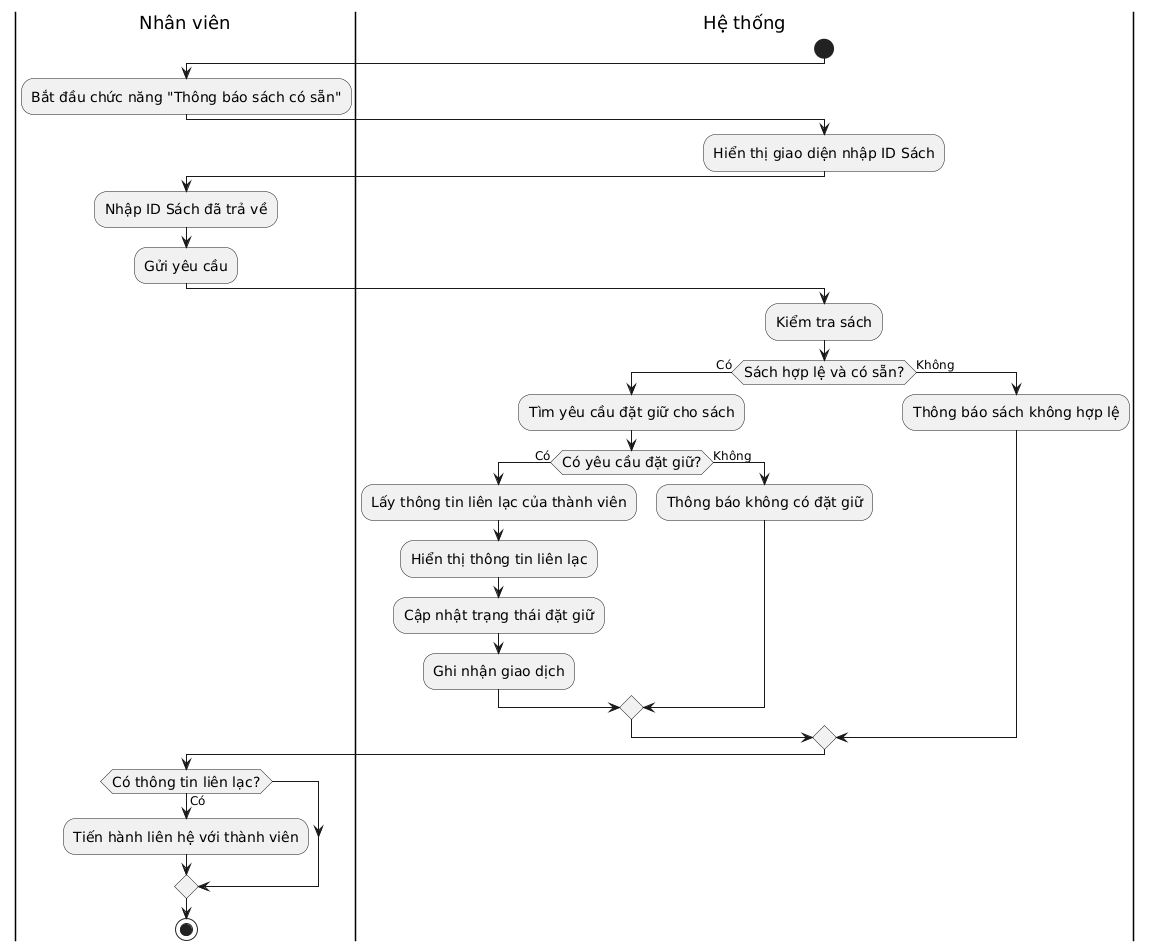 Nhân viên
Hệ thống
Bắt đầu chức năng "Thông báo sách có sẵn"
Hiển thị giao diện nhập ID Sách
Nhập ID Sách đã trả về
Gửi yêu cầu
Kiểm tra sách
Có
Sách hợp lệ và có sẵn?
Không
Tìm yêu cầu đặt giữ cho sách
Thông báo sách không hợp lệ
Có
Có yêu cầu đặt giữ?
Không
Lấy thông tin liên lạc của thành viên
Thông báo không có đặt giữ
Hiển thị thông tin liên lạc
Cập nhật trạng thái đặt giữ
Ghi nhận giao dịch
Có thông tin liên lạc?
Có
Tiến hành liên hệ với thành viên